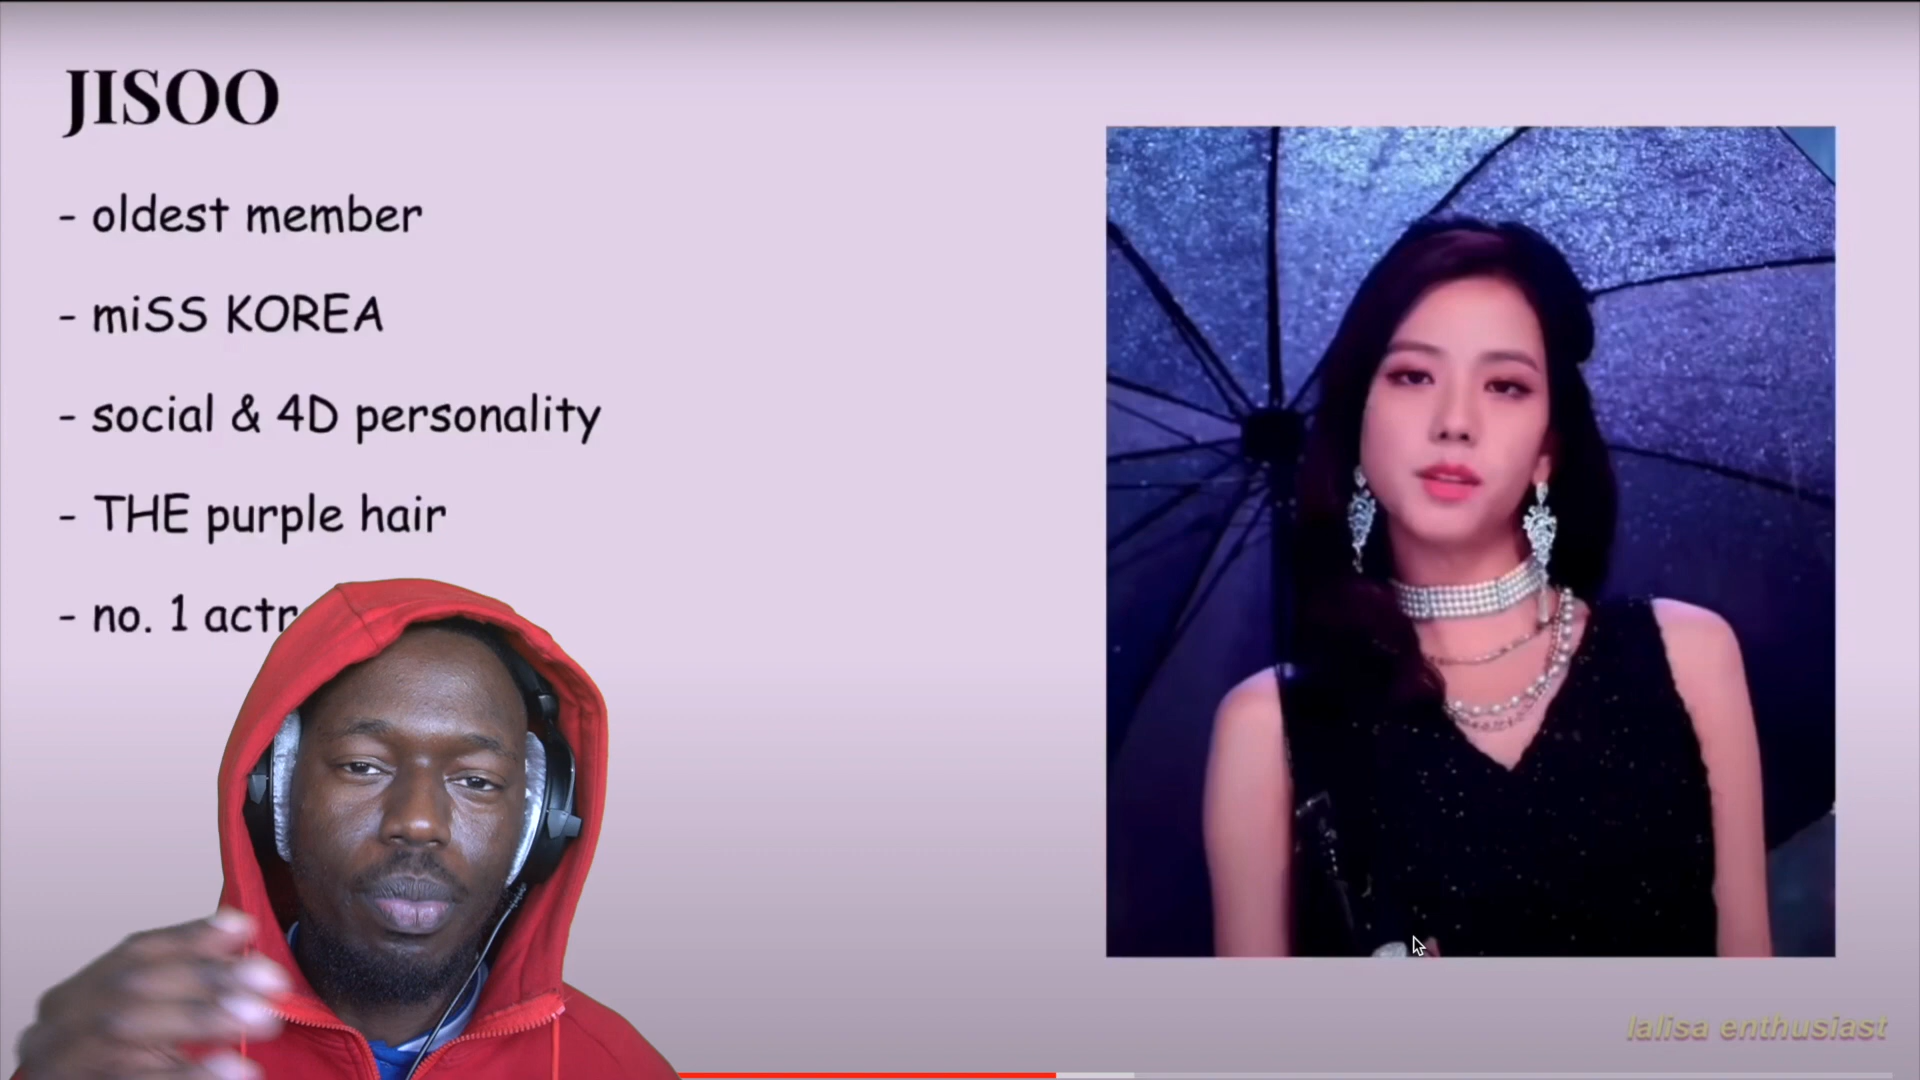 JISOO
- oldest member
- miSS KOREA
- social & 4D personality
- THE purple hair
- no. 1 actr
lalisa enthusiast